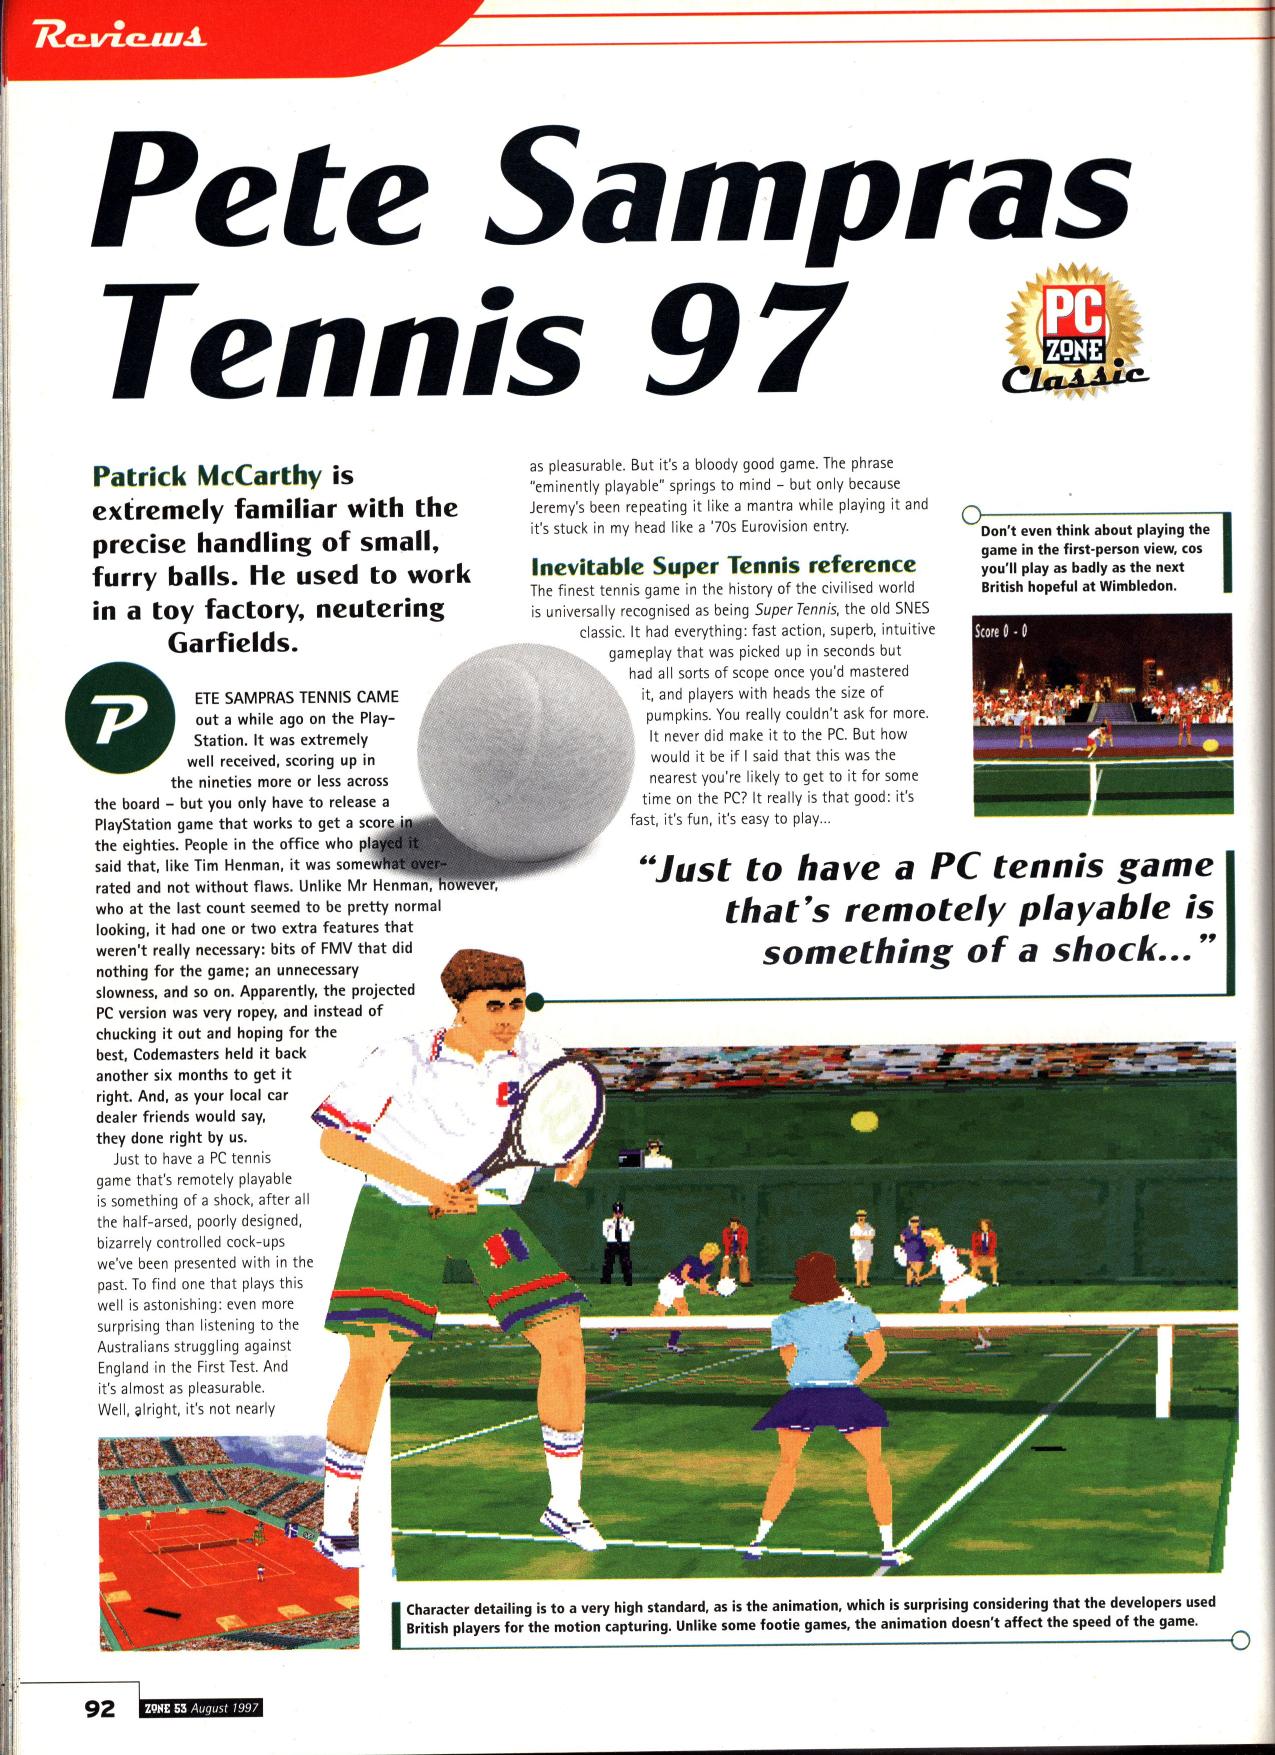 Reviews
Pete Sampras
Tennis 97
PC
ZONE
Classic
Patrick McCarthy is
extremely familiar with the
precise handling of small,
furry balls. He used to work
in a toy factory, neutering
Garfields.
P
ETE SAMPRAS TENNIS CAME
out a while ago on the Play-
Station. It was extremely
well received, scoring up in
the nineties more or less across
the board – but you only have to release a
PlayStation game that works to get a score in
the eighties. People in the office who played it
said that, like Tim Henman, it was somewhat over-
rated and not without flaws. Unlike Mr Henman, however,
who at the last count seemed to be pretty normal
looking, it had one or two extra features that
weren't really necessary: bits of FMV that did
nothing for the game; an unnecessary
slowness, and so on. Apparently, the projected
PC version was very ropey, and instead of
chucking it out and hoping for the
best, Codemasters held it back
another six months to get it
right. And, as your local car
dealer friends would say,
they done right by us.
Just to have a PC tennis
game that's remotely playable
is something of a shock, after all
the half-arsed, poorly designed,
bizarrely controlled cock-ups
we've been presented with in the
past. To find one that plays this
well is astonishing: even more
surprising than listening to the
Australians struggling against
England in the First Test. And
it's almost as pleasurable.
Well, alright, it's not nearly
as pleasurable. But it's a bloody good game. The phrase
"eminently playable" springs to mind – but only because
Jeremy's been repeating it like a mantra while playing it and
it's stuck in my head like a '70s Eurovision entry.
Inevitable Super Tennis reference
The finest tennis game in the history of the civilised world
is universally recognised as being Super Tennis, the old SNES
classic. It had everything: fast action, superb, intuitive
gameplay that was picked up in seconds but
had all sorts of scope once you'd mastered
it, and players with heads the size of
pumpkins. You really couldn't ask for more.
It never did make it to the PC. But how
would it be if I said that this was the
nearest you're likely to get to it for some
time on the PC? It really is that good: it's
fast, it's fun, it's easy to play...
Don't even think about playing the
game in the first-person view, cos
you'll play as badly as the next
British hopeful at Wimbledon.
Score 0 - 0
"Just to have a PC tennis game
that's remotely playable is
something of a shock..."
Character detailing is to a very high standard, as is the animation, which is surprising considering that the developers used
British players for the motion capturing. Unlike some footie games, the animation doesn't affect the speed of the game.
92
ZONE 53 August 1997